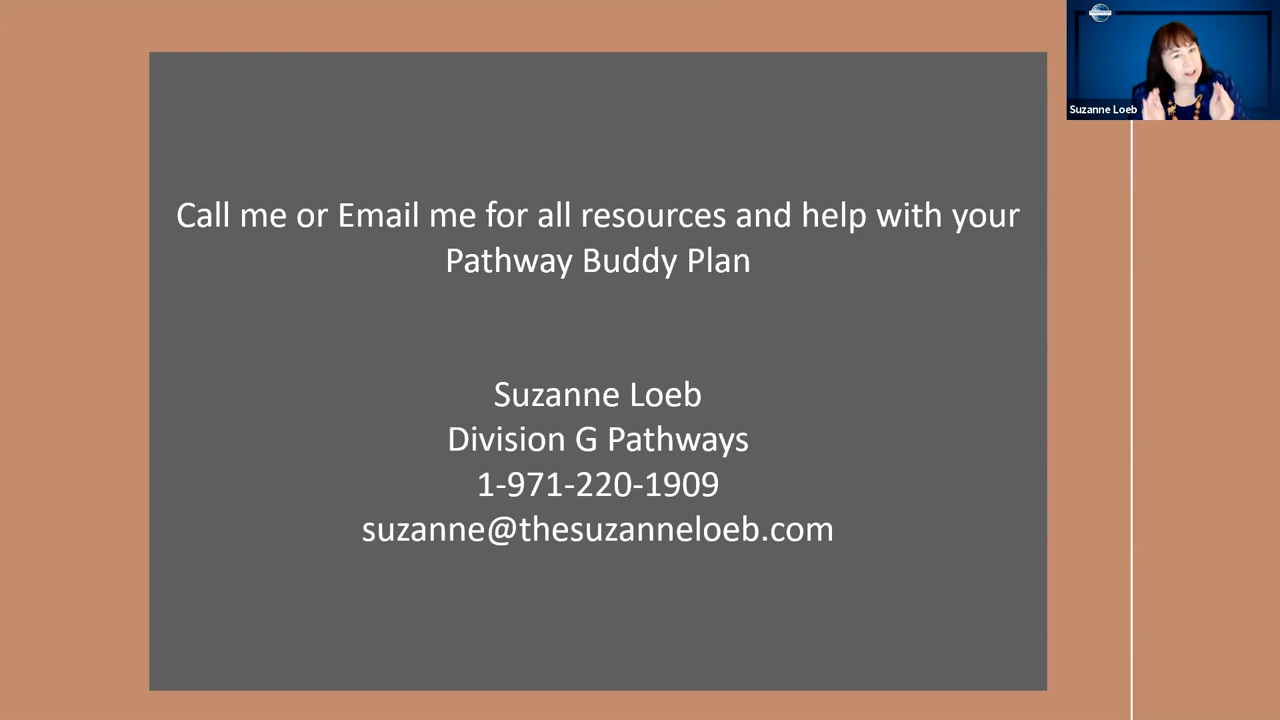 Call me or Email me for all resources and help with your
Pathway Buddy Plan
Suzanne Loeb
Division G Pathways
1-971-220-1909
suzanne@thesuzanneloeb.com
Suzanne Loeb